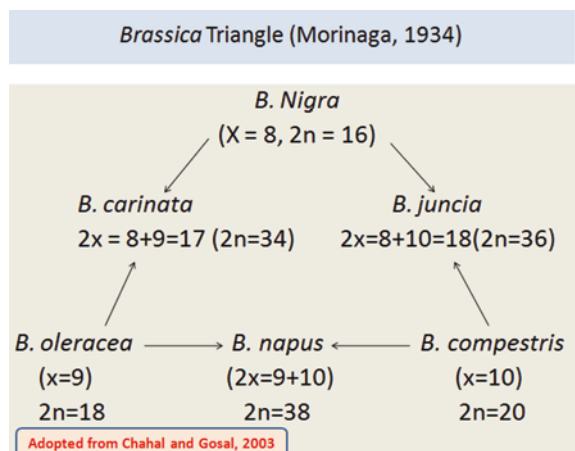 Brassica Triangle (Morinaga, 1934)
B. Nigra
(X = 8, 2n = 16)
B. carinata B. juncia
2x = 8+9=17 (2n=34) 2x=8+10=18(2n=36)
B. oleracea B. napus B. compestris
(x=9) (2x=9+10) (x=10)
2n=18 2n=38 2n=20
Adopted from Chahal and Gosal, 2003